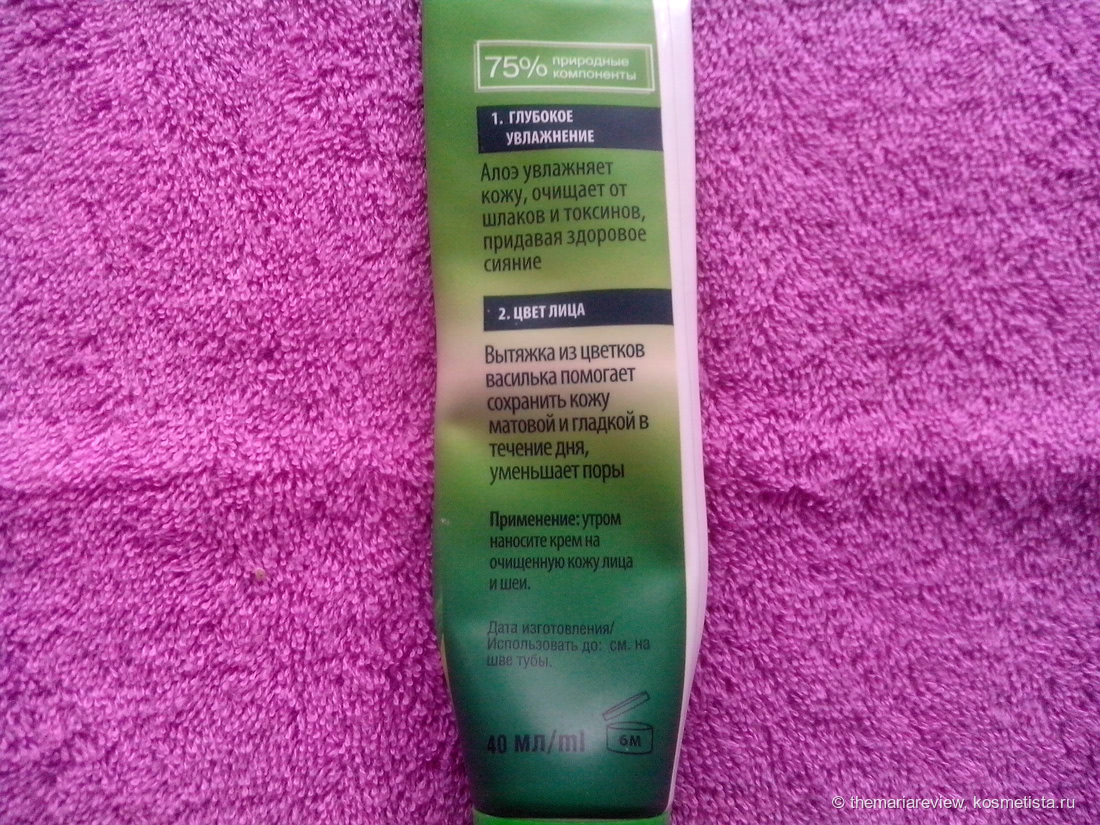 75% природные
компоненты
1. ГЛУБОКОЕ
УВЛАЖНЕНИЕ
Алоэ увлажняет
кожу, очищает от
шлаков и токсинов,
придавая здоровое
сияние
2. ЦВЕТ ЛИЦА
Вытяжка из цветков
василька помогает
сохранить кожу
матовой и гладкой в
течение дня,
уменьшает поры
Применение: утром
наносите крем на
очищенную кожу лица
и шеи.
Дата изготовления/
Использовать до: см. на
шве тубы.
40 мл/ml
6М
© themariareview, kosmetista.ru